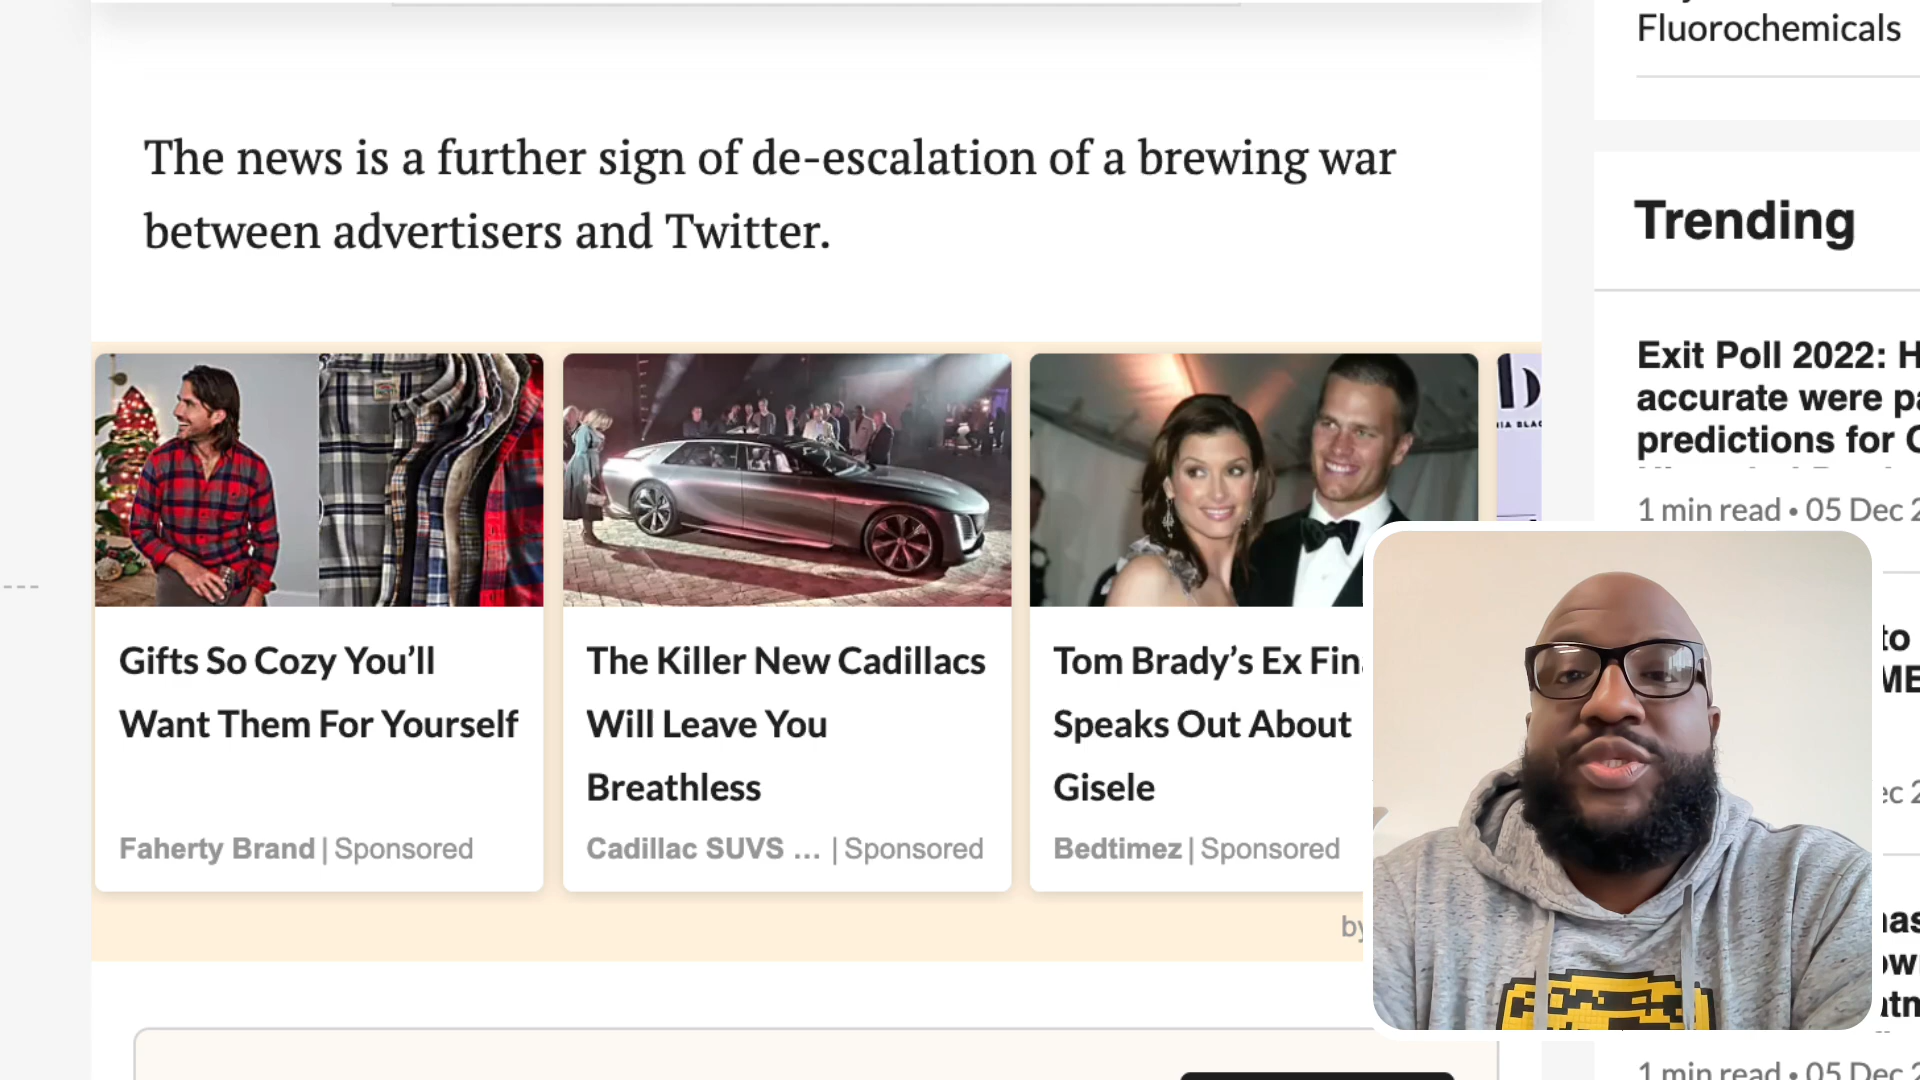 The news is a further sign of de-escalation of a brewing war
between advertisers and Twitter.
Gifts So Cozy You’ll
Want Them For Yourself
Faherty Brand | Sponsored
The Killer New Cadillacs
Will Leave You
Breathless
Cadillac SUVS ... | Sponsored
Tom Brady’s Ex
Speaks Out About
Gisele
Bedtimez | Sponsored
by
Fluorochemicals
Trending
Exit Poll 2022:
accurate were
predictions for
1 min read • 05 Dec
to
1 min read • 05 Dec